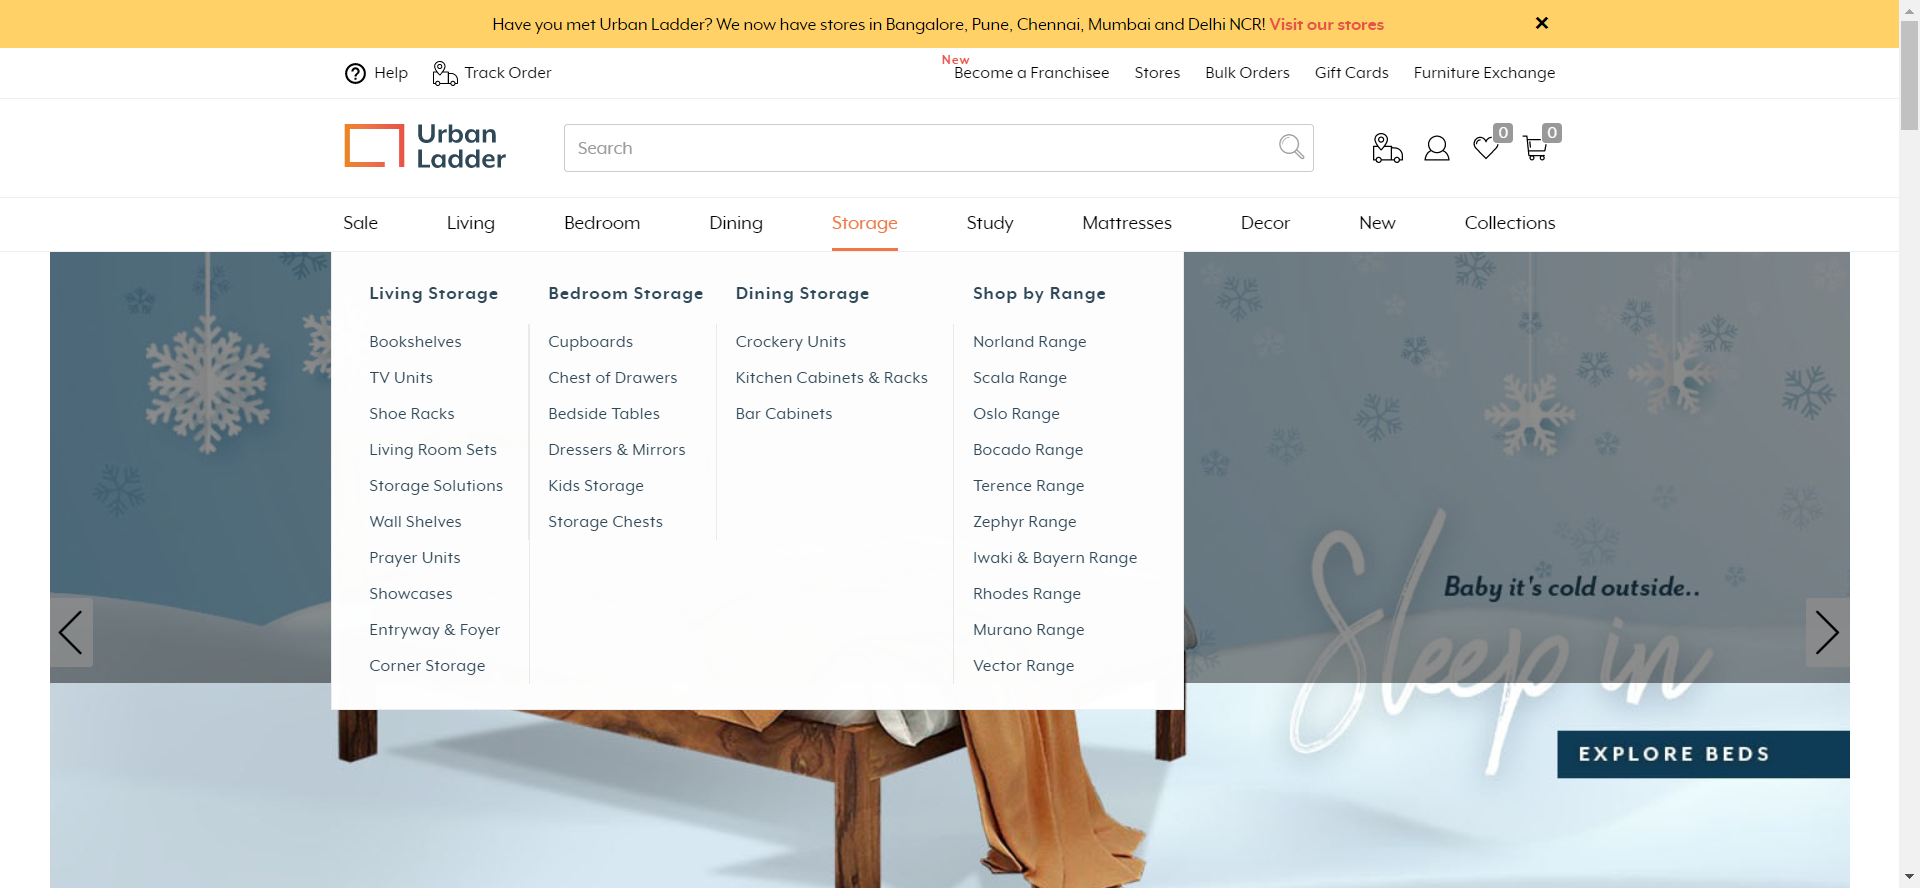 Have you met Urban Ladder? We now have stores in Bangalore, Pune, Chennai, Mumbai and Delhi NCR! Visit our stores
Help
Track Order
New
Become a Franchisee
Stores
Bulk Orders
Gift Cards
Furniture Exchange
Urban
Ladder
Search
0
0
Sale
Living
Bedroom
Dining
Storage
Study
Mattresses
Decor
New
Collections
Living Storage
Bookshelves
TV Units
Shoe Racks
Living Room Sets
Storage Solutions
Wall Shelves
Prayer Units
Showcases
Entryway & Foyer
Corner Storage
Bedroom Storage
Cupboards
Chest of Drawers
Bedside Tables
Dressers & Mirrors
Kids Storage
Storage Chests
Dining Storage
Crockery Units
Kitchen Cabinets & Racks
Bar Cabinets
Shop by Range
Norland Range
Scala Range
Oslo Range
Bocado Range
Terence Range
Zephyr Range
Iwaki & Bayern Range
Rhodes Range
Murano Range
Vector Range
Baby it's cold outside..
Sleep in
EXPLORE BEDS